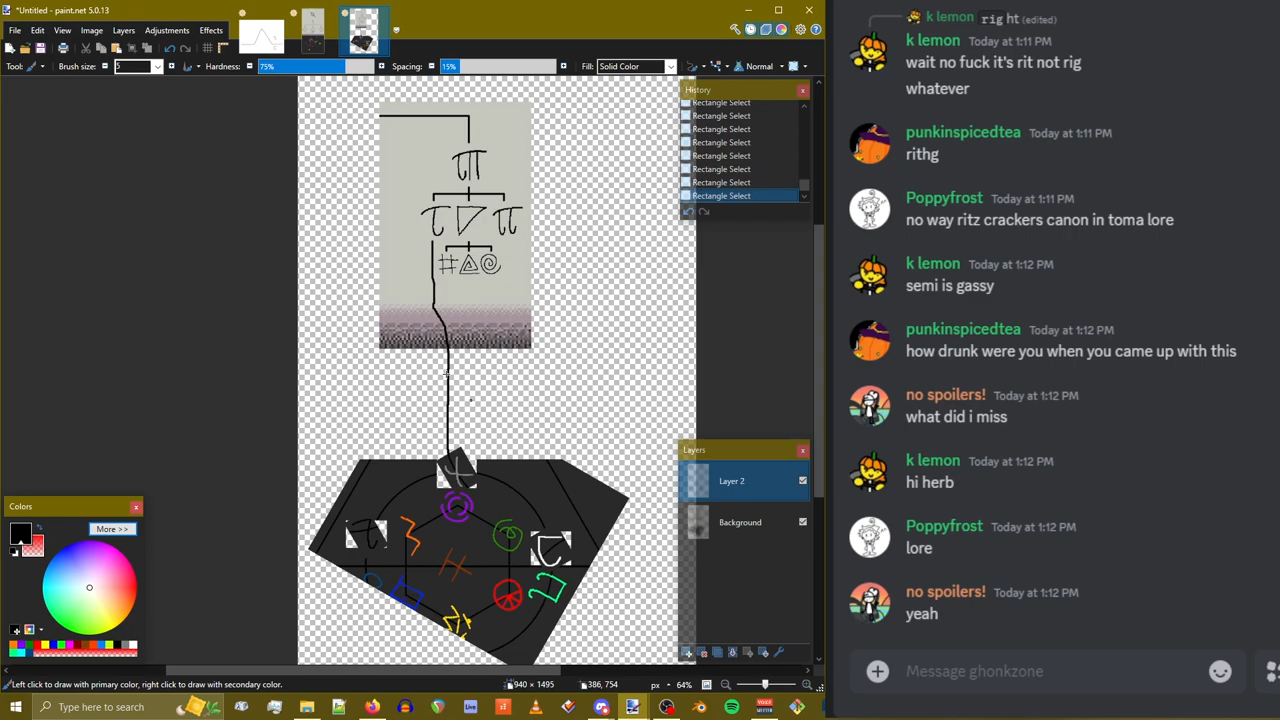 *Untitled - paint.net 5.0.13
File Edit View Image Layers Adjustments Effects
Tool: Brush size: 5 Hardness: 75% Spacing: 15% Fill: Solid Color Normal
History
Rectangle Select
Rectangle Select
Rectangle Select
Rectangle Select
Rectangle Select
Rectangle Select
Rectangle Select
Rectangle Select
Layers
Layer 2
Background
Colors
More >>
Left click to draw with primary color, right click to draw with secondary color.
940 × 1495
386, 754
px
64%
Type here to search
Live
k lemon rig ht (edited)
k lemon Today at 1:11 PM
wait no fuck it's rit not rig
whatever
punkinspicedtea Today at 1:11 PM
rithg
Poppyfrost Today at 1:11 PM
no way ritz crackers canon in toma lore
k lemon Today at 1:12 PM
semi is gassy
punkinspicedtea Today at 1:12 PM
how drunk were you when you came up with this
no spoilers! Today at 1:12 PM
what did i miss
k lemon Today at 1:12 PM
hi herb
Poppyfrost Today at 1:12 PM
lore
no spoilers! Today at 1:12 PM
yeah
Message ghonkzone